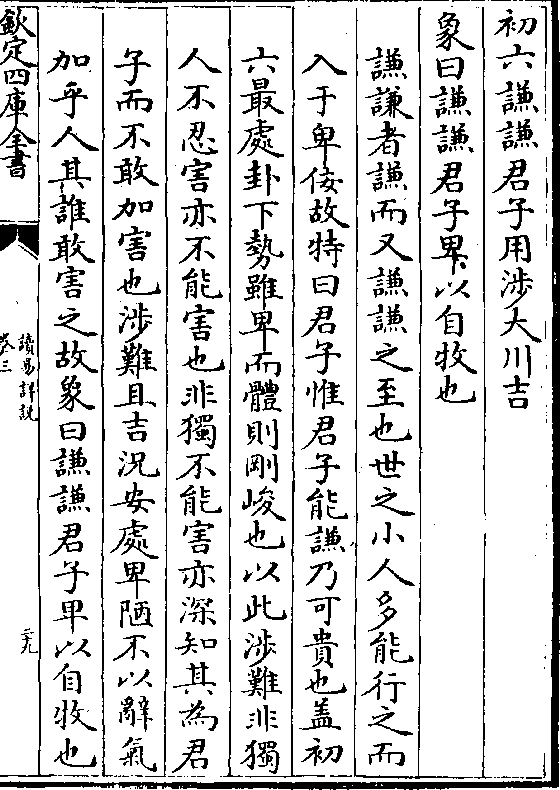 初六謙謙君子用涉大川吉
象曰謙謙君子卑以自牧也
謙謙者謙而又謙謙之至也世之小人多能行之而
入于卑佞故特曰君子惟君子能謙乃可貴也蓋初
六最處卦下勢雖卑而體則剛峻也以此涉難非獨
人不忍害亦不能害也非獨不能害亦深知其為君
子而不敢加害也涉難且吉況安處卑陋不以辭氣
加乎人其誰敢害之故象曰謙謙君子卑以自牧也
欽定四庫全書
讀易詳説
卷三
二九